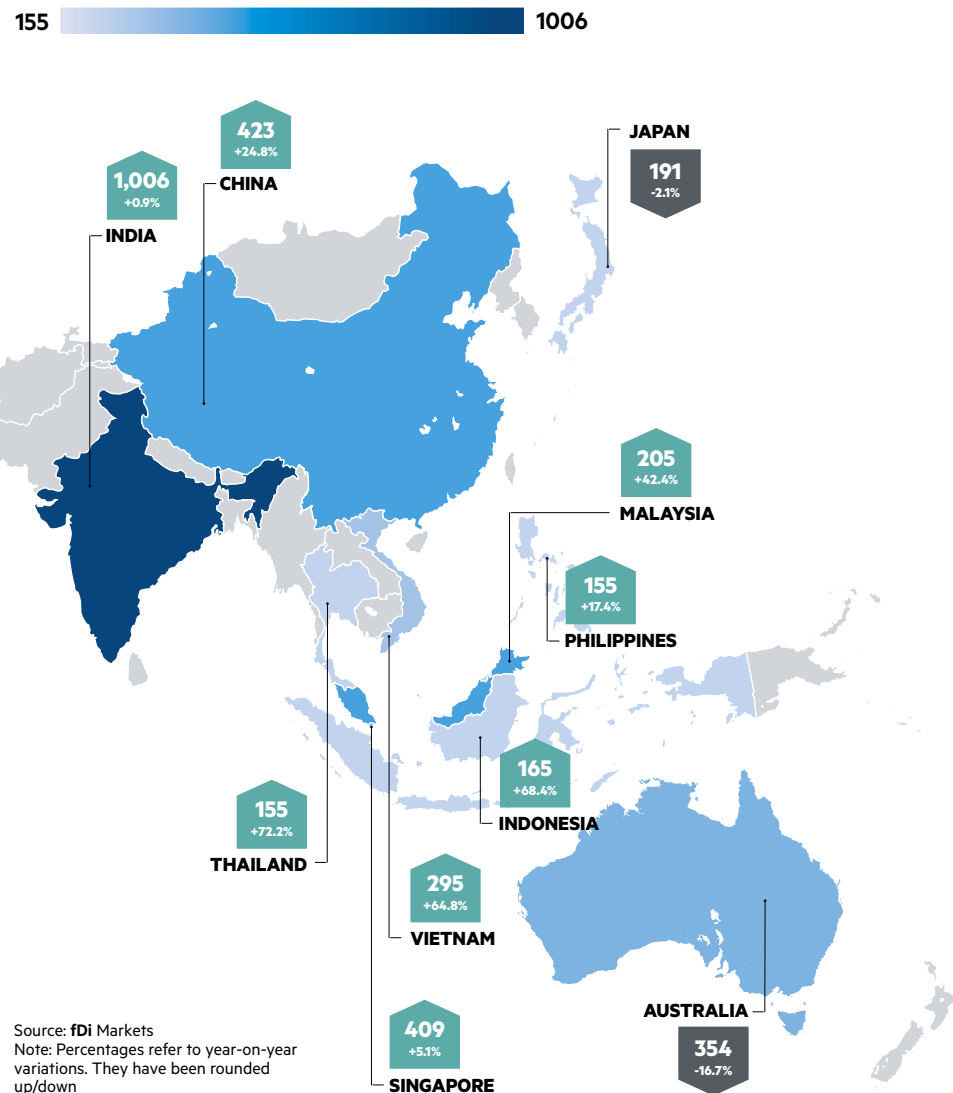 155
1006
423
+24.8%
CHINA
JAPAN
191
-2.1%
1,006
+0.9%
INDIA
205
+42.4%
MALAYSIA
155
+17.4%
PHILIPPINES
165
+68.4%
INDONESIA
155
+72.2%
THAILAND
295
+64.8%
VIETNAM
AUSTRALIA
354
-16.7%
409
+5.1%
SINGAPORE
Source: fDi Markets
Note: Percentages refer to year-on-year
variations. They have been rounded
up/down